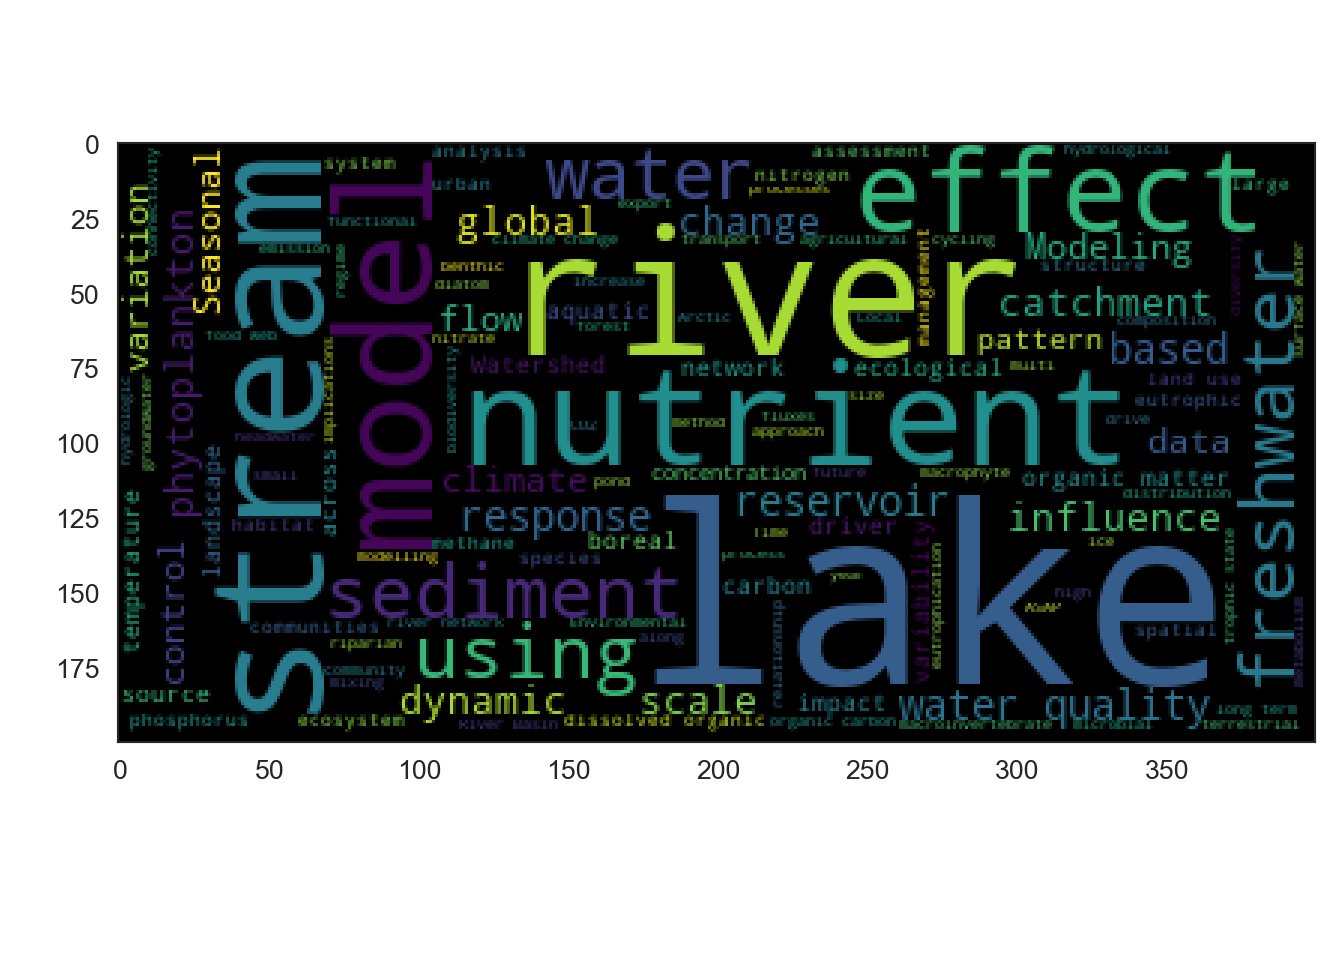 0
25
50
75
100
125
150
175
0
50
100
150
200
250
300
350
connectivity
variation
phytoplankton
Seasonal
stream
system
functional
emission
regime
food web
model
analysis
urban
water
export
global
climate change
change
transport
nitrogen
processes
assessment
hydrological
effect
large
agricultural
cycling
Modeling
structure
diversity
surface water
benthic
diatom
increase
river
management
catchment
composition
flow
nitrate
aquatic
forest
Arctic
Local
pattern
based
freshwater
Watershed
network
ecological
multi
land use
eutrophic
biodiversity
implications
nutrient
method
fluxes
approach
size
drive
data
hydrologic
groundwater
headwater
small
landscape
across
habitat
climate
pond
concentration
future
macrophyte
organic matter
distribution
temperature
control
response
reservoir
influence
boreal
time
driver
ice
methane
modelling
species
process
lake
variability
eutrophication
trophic state
metabolism
sediment
carbon
year
high
communities
river network
Environmental
along
relationship
spatial
riparian
using
community
mixing
source
dynamic
scale
impact
water quality
long term
phosphorus
ecosystem
River Basin
dissolved organic
organic carbon
macroinvertebrate
microbial
terrestrial